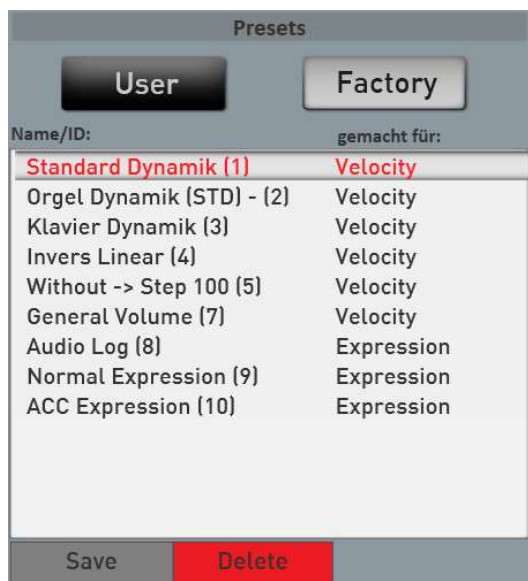 Presets
User Factory
Name/ID: gemacht für:
Standard Dynamik (1) Velocity
Orgel Dynamik (STD) - (2) Velocity
Klavier Dynamik (3) Velocity
Invers Linear (4) Velocity
Without -> Step 100 (5) Velocity
General Volume (7) Velocity
Audio Log (8) Expression
Normal Expression (9) Expression
ACC Expression (10) Expression
Save Delete